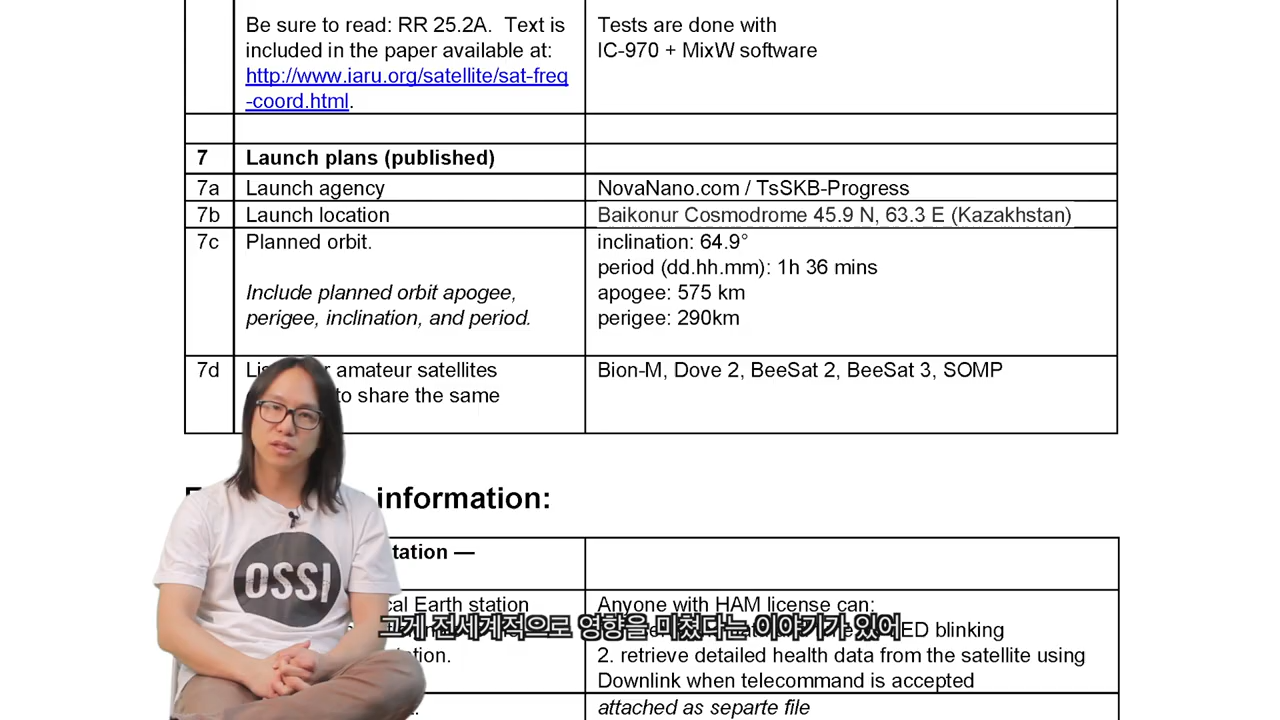 Be sure to read: RR 25.2A. Text is
included in the paper available at:
http://www.iaru.org/satellite/sat-freq
-coord.html.
Tests are done with
IC-970 + MixW software
7 Launch plans (published)
7a Launch agency NovaNano.com / TsSKB-Progress
7b Launch location Baikonur Cosmodrome 45.9 N, 63.3 E (Kazakhstan)
7c Planned orbit.
Include planned orbit apogee,
perigee, inclination, and period.
inclination: 64.9°
period (dd.hh.mm): 1h 36 mins
apogee: 575 km
perigee: 290km
7d
amateur satellites
to share the same
Bion-M, Dove 2, BeeSat 2, BeeSat 3, SOMP
information:
Earth station
Anyone with HAM license can:
blinking
2. retrieve detailed health data from the satellite using
Downlink when telecommand is accepted
attached as separte file
OSSI
그게 전세계적으로 영향을 미쳤다는 이야기가 있어